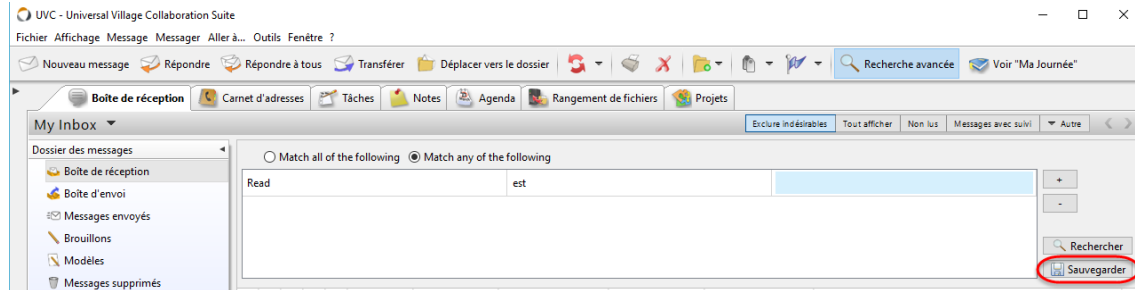 UVC - Universal Village Collaboration Suite
Fichier Affichage Message Messager Aller à... Outils Fenêtre ?
Nouveau message Répondre Répondre à tous Transférer Déplacer vers le dossier Recherche avancée Voir "Ma Journée"
Boîte de réception Carnet d'adresses Tâches Notes Agenda Rangement de fichiers Projets
My Inbox Exclure indésirables Tout afficher Non lus Messages avec suivi Autre
Dossier des messages
Match all of the following Match any of the following
Boîte de réception
Read est +
Boîte d'envoi
-
Messages envoyés
Brouillons
Rechercher
Modèles
Sauvegarder
Messages supprimés